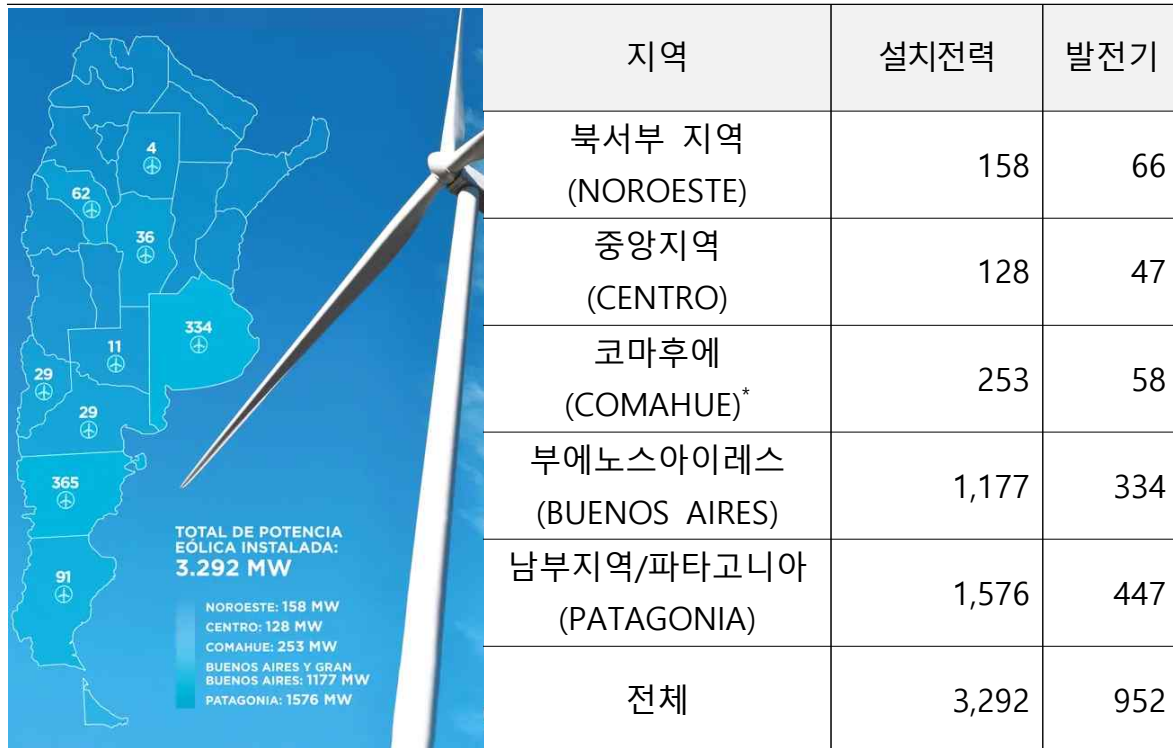 4
62
36
334
11
29
29
365
91
TOTAL DE POTENCIA
EÓLICA INSTALADA:
3.292 MW
NOROESTE: 158 MW
CENTRO: 128 MW
COMAHUE: 253 MW
BUENOS AIRES Y GRAN
BUENOS AIRES: 1177 MW
PATAGONIA: 1576 MW
지역 설치전력 발전기
북서부 지역
(NOROESTE) 158 66
중앙지역
(CENTRO) 128 47
코마후에
(COMAHUE)* 253 58
부에노스아이레스
(BUENOS AIRES) 1,177 334
남부지역/파타고니아
(PATAGONIA) 1,576 447
전체 3,292 952